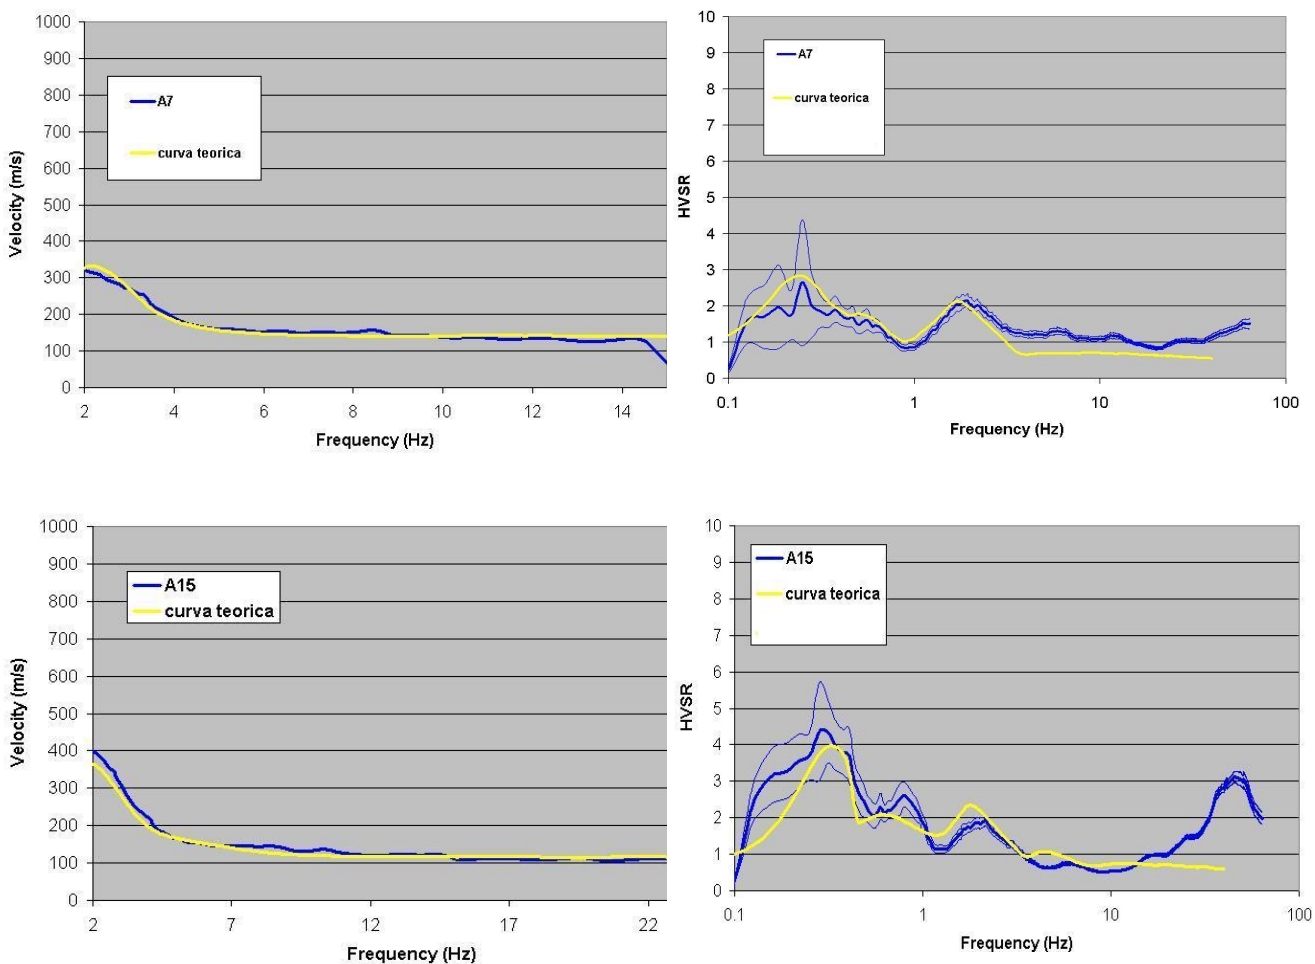 1000
900
800
700
600
500
400
300
200
100
0
Velocity (m/s)
A7
curva teorica
2 4 6 8 10 12 14
Frequency (Hz)
10
9
8
7
6
5
4
3
2
1
0
HVSR
A7
curva teorica
0.1 1 10 100
Frequency (Hz)
1000
900
800
700
600
500
400
300
200
100
0
Velocity (m/s)
A15
curva teorica
2 7 12 17 22
Frequency (Hz)
10
9
8
7
6
5
4
3
2
1
0
HVSR
A15
curva teorica
0.1 1 10 100
Frequency (Hz)